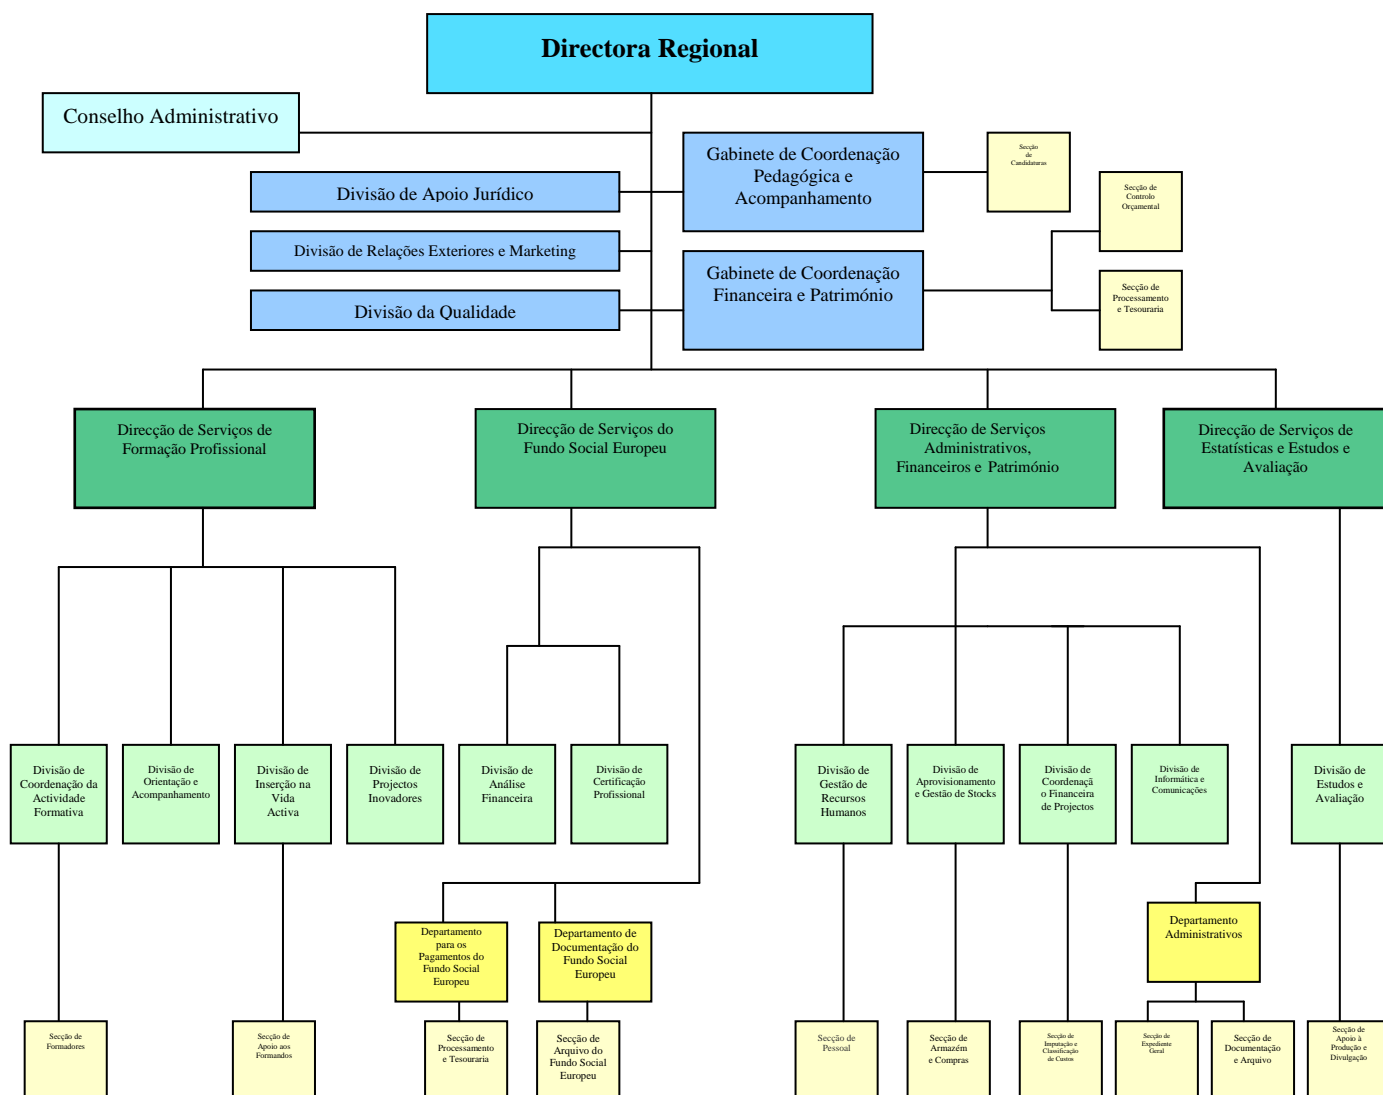 Directora Regional
Conselho Administrativo
Gabinete de Coordenação
Pedagógica e
Acompanhamento
Secção
de
Candidaturas
Divisão de Apoio Jurídico
Secção de
Controlo
Orçamental
Divisão de Relações Exteriores e Marketing
Gabinete de Coordenação
Financeira e Património
Secção de
Processamento
e Tesouraria
Divisão da Qualidade
Direcção de Serviços de
Formação Profissional
Direcção de Serviços do
Fundo Social Europeu
Direcção de Serviços
Administrativos,
Financeiros e Património
Direcção de Serviços de
Estatísticas e Estudos e
Avaliação
Divisão de
Coordenação da
Actividade
Formativa
Divisão de
Orientação e
Acompanhamento
Divisão de
Inserção na
Vida
Activa
Divisão de
Projectos
Inovadores
Divisão de
Análise
Financeira
Divisão de
Certificação
Profissional
Divisão de
Gestão de
Recursos
Humanos
Divisão de
Aprovisionamento
e Gestão de Stocks
Divisão de
Coordenaçã
o Financeira
de Projectos
Divisão de
Informática e
Comunicações
Divisão de
Estudos e
Avaliação
Departamento
para os
Pagamentos do
Fundo Social
Europeu
Departamento de
Documentação do
Fundo Social
Europeu
Departamento
Administrativos
Secção de
Formadores
Secção de
Apoio aos
Formandos
Secção de
Processamento
e Tesouraria
Secção de
Arquivo do
Fundo Social
Europeu
Secção de
Pessoal
Secção de
Armazém
e Compras
Secção de
Imputação e
Classificação
de Custos
Secção de
Expediente
Geral
Secção de
Documentação
e Arquivo
Secção de
Apoio à
Produção e
Divulgação